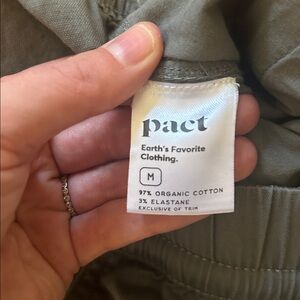 pact
Earth's Favorite
Clothing.
M
97% ORGANIC COTTON
3% ELASTANE
EXCLUSIVE OF TRIM